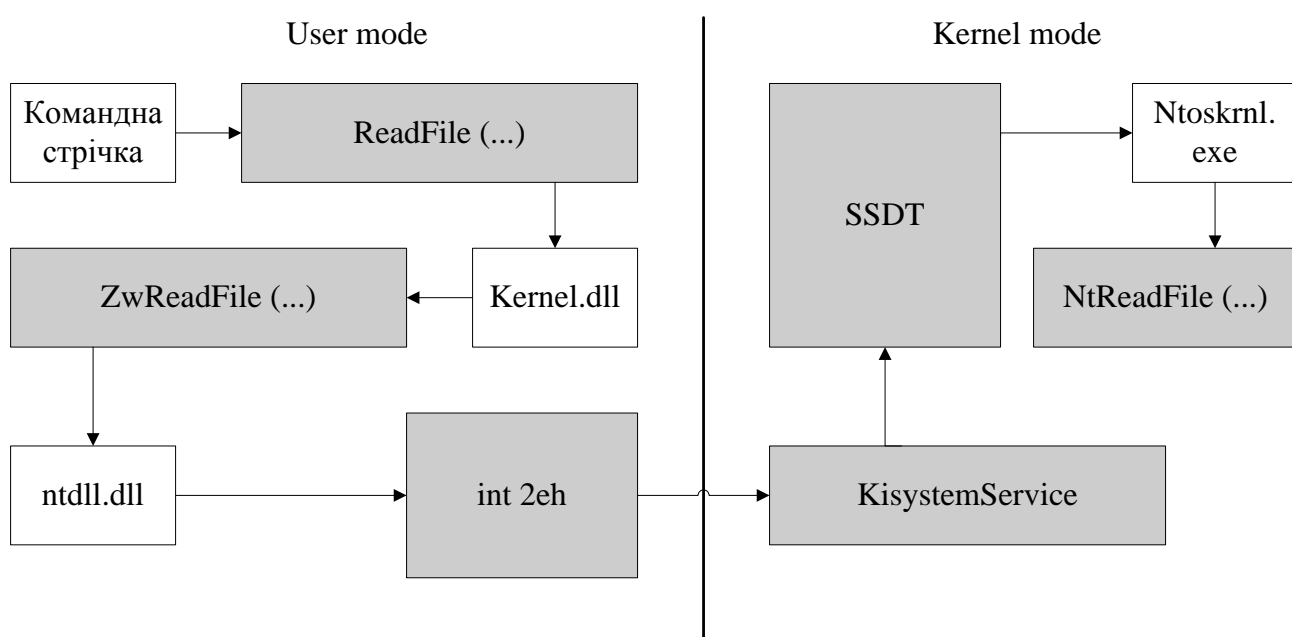 User mode
Kernel mode
Командна
стрічка
ReadFile (...)
SSDT
Ntoskrnl.
exe
ZwReadFile (...)
Kernel.dll
NtReadFile (...)
ntdll.dll
int 2eh
KisystemService